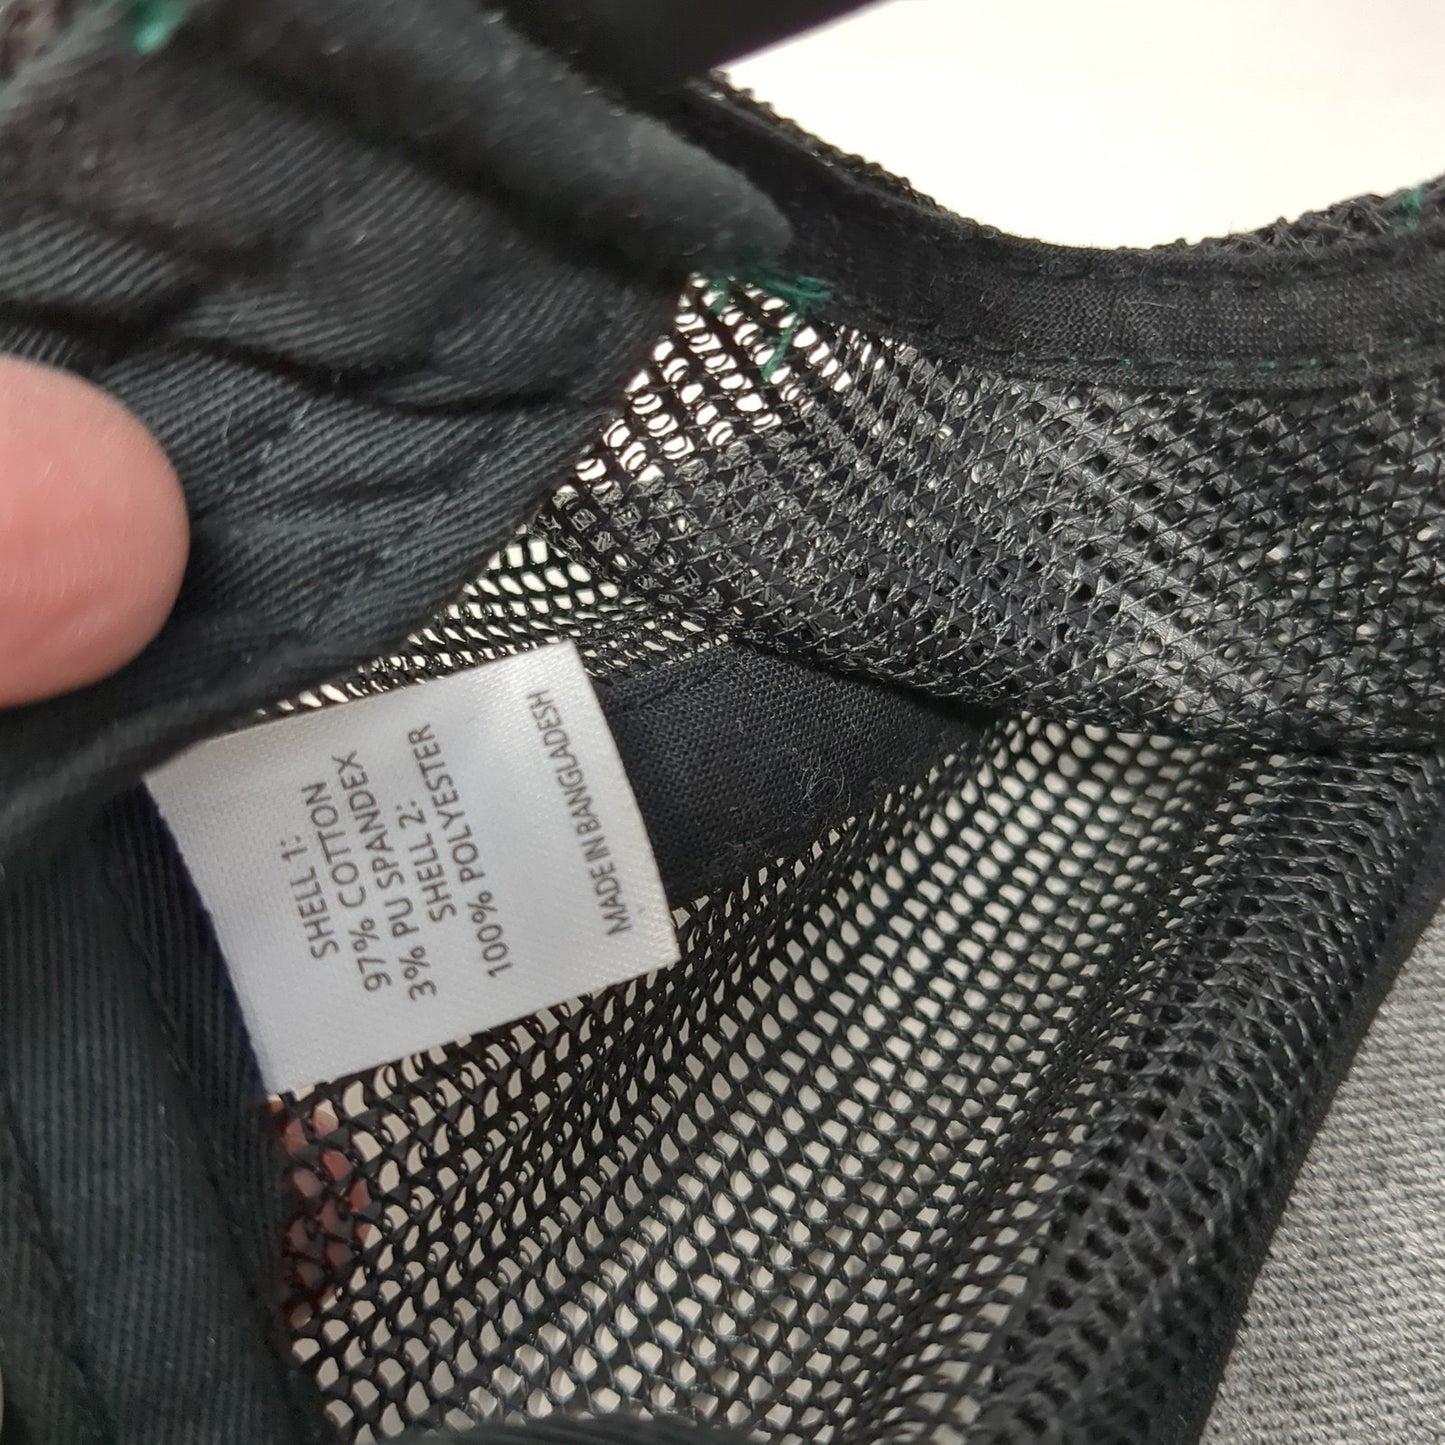 SHELL 1:
97% COTTON
3% PU SPANDEX
SHELL 2:
100% POLYESTER
MADE IN BANGLADESH